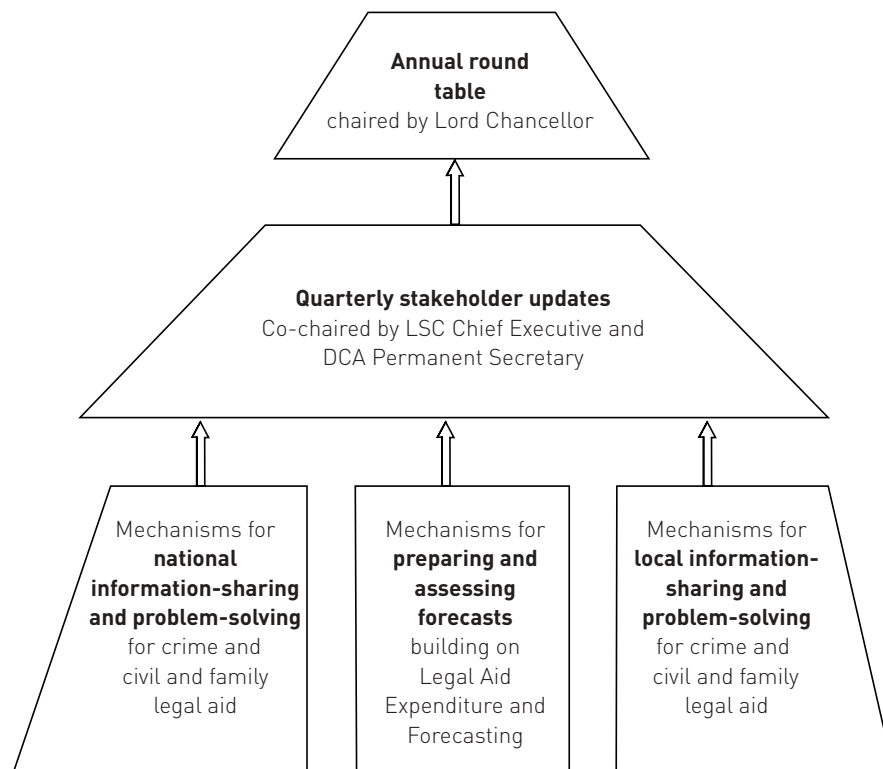 Annual round
table
chaired by Lord Chancellor
Quarterly stakeholder updates
Co-chaired by LSC Chief Executive and
DCA Permanent Secretary
Mechanisms for
national
information-sharing
and problem-solving
for crime and
civil and family
legal aid
Mechanisms for
preparing and
assessing
forecasts
building on
Legal Aid
Expenditure and
Forecasting
Mechanisms for
local information-
sharing and
problem-solving
for crime and
civil and family
legal aid